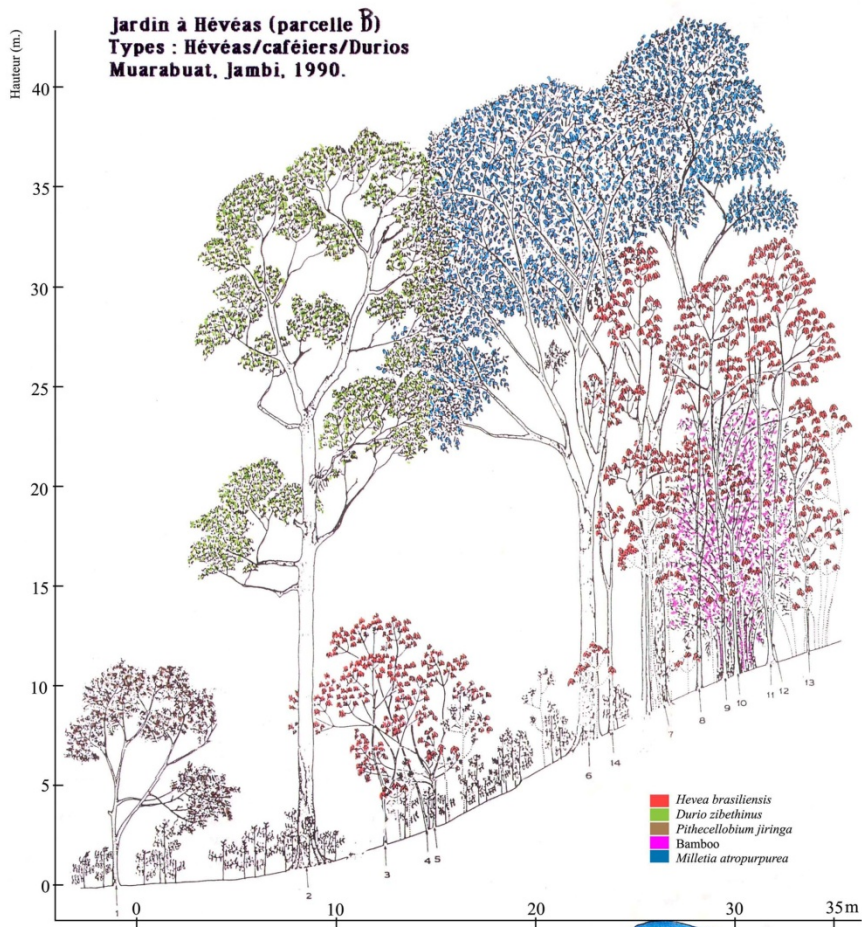 Jardin à Hévéas (parcelle B)
Types : Hévéas/caféiers/Durios
Muarabuat, Jambi, 1990.
Hauteur (m.)
40
35
30
25
20
15
10
5
0
1
2
3
4
5
6
14
7
8
9
10
11
12
13
Hevea brasiliensis
Durio zibethinus
Pithecellobium jiringa
Bamboo
Milletia atropurpurea
0
10
20
30
35 m